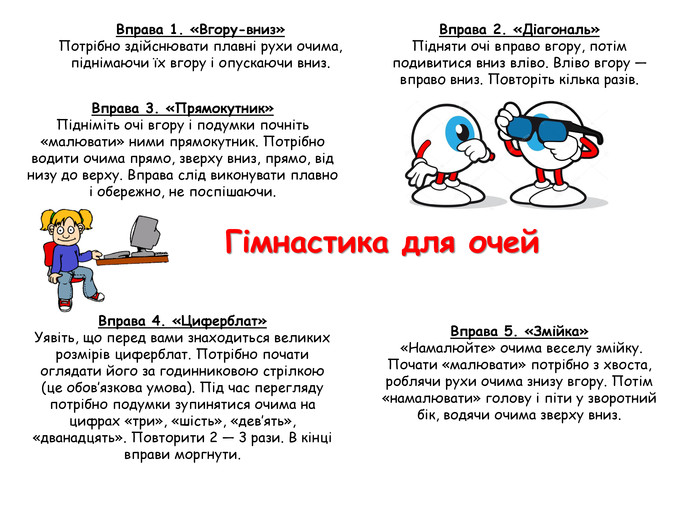 Вправа 1. «Вгору-вниз»
Потрібно здійснювати плавні рухи очима,
піднімаючи їх вгору і опускаючи вниз.
Вправа 2. «Діагональ»
Підняти очі вправо вгору, потім
подивитися вниз вліво. Вліво вгору —
вправо вниз. Повторіть кілька разів.
Вправа 3. «Прямокутник»
Підніміть очі вгору і подумки почніть
«малювати» ними прямокутник. Потрібно
водити очима прямо, зверху вниз, прямо, від
низу до верху. Вправа слід виконувати плавно
і обережно, не поспішаючи.
Гімнастика для очей
Вправа 4. «Циферблат»
Уявіть, що перед вами знаходиться великих
розмірів циферблат. Потрібно почати
оглядати його за годинниковою стрілкою
(це обов’язкова умова). Під час перегляду
потрібно подумки зупинятися очима на
цифрах «три», «шість», «дев’ять»,
«дванадцять». Повторити 2 — 3 рази. В кінці
вправи моргнути.
Вправа 5. «Змійка»
«Намалюйте» очима веселу змійку.
Почати «малювати» потрібно з хвоста,
роблячи рухи очима знизу вгору. Потім
«намалювати» голову і піти у зворотний
бік, водячи очима зверху вниз.